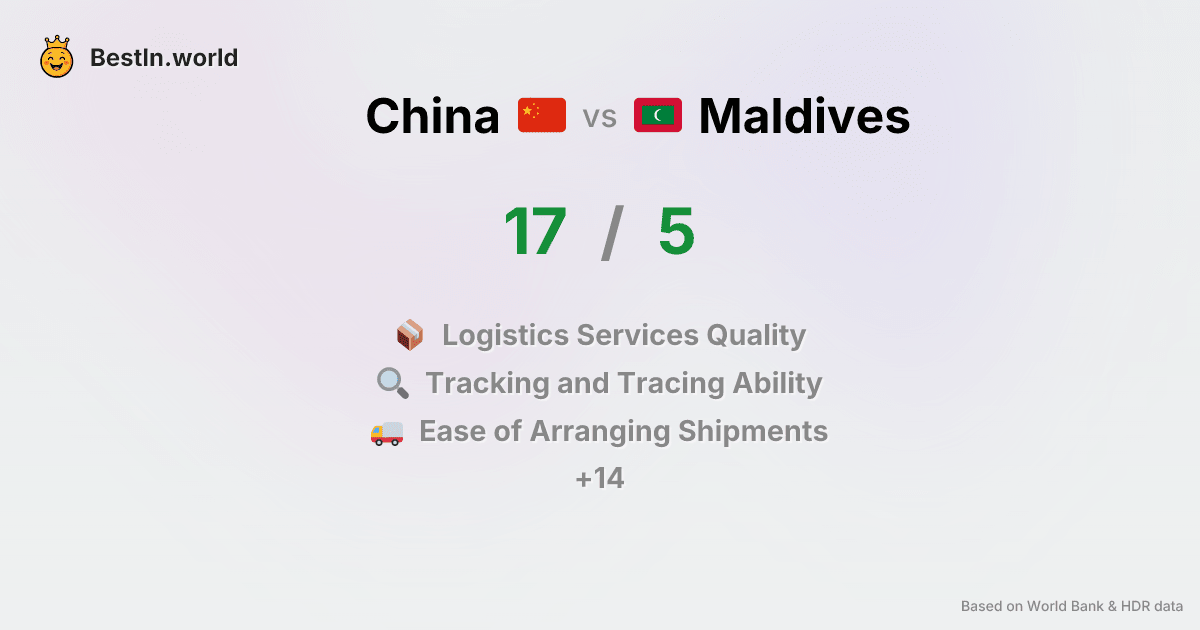 BestIn.world
China vs Maldives
17 / 5
Logistics Services Quality
Tracking and Tracing Ability
Ease of Arranging Shipments
+14
Based on World Bank & HDR data